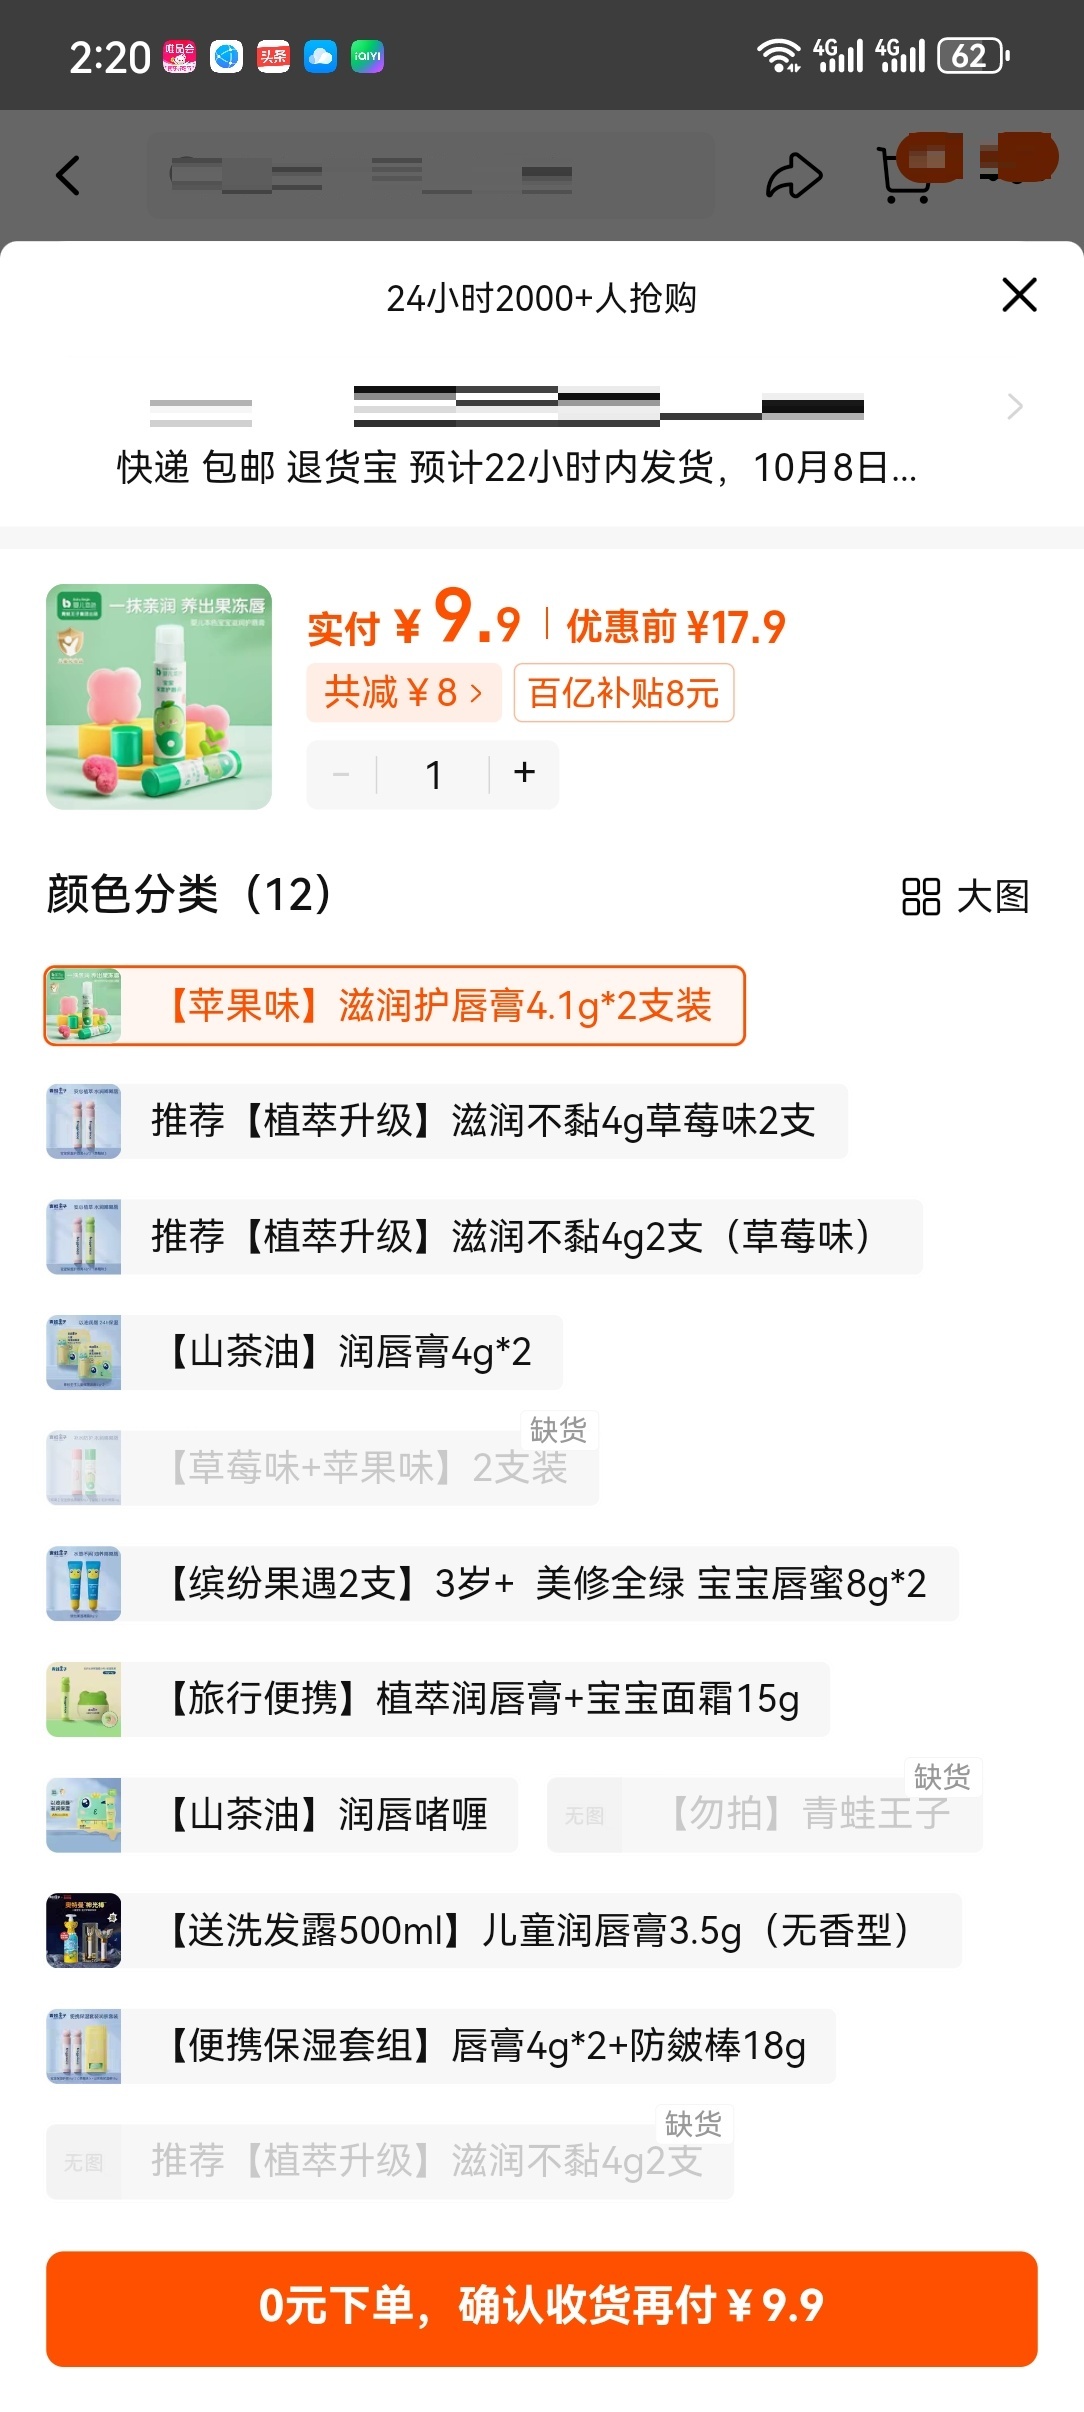 2:20
唯品会
头条
iQIYI
4G
4G
62
24小时2000+人抢购
快递 包邮 退货宝 预计22小时内发货，10月8日...
一抹亲润 养出果冻唇
实付 ¥ 9.9 | 优惠前 ¥17.9
共减 ¥ 8 >
百亿补贴8元
1
颜色分类（12）
大图
【苹果味】滋润护唇膏4.1g*2支装
推荐【植萃升级】滋润不黏4g草莓味2支
推荐【植萃升级】滋润不黏4g2支（草莓味）
【山茶油】润唇膏4g*2
缺货
【草莓味+苹果味】2支装
【缤纷果遇2支】3岁+ 美修全绿 宝宝唇蜜8g*2
【旅行便携】植萃润唇膏+宝宝面霜15g
【山茶油】润唇啫喱
缺货
无图
【勿拍】青蛙王子
【送洗发露500ml】儿童润唇膏3.5g（无香型）
【便携保湿套组】唇膏4g*2+防皴棒18g
缺货
无图
推荐【植萃升级】滋润不黏4g2支
0元下单，确认收货再付 ¥ 9.9